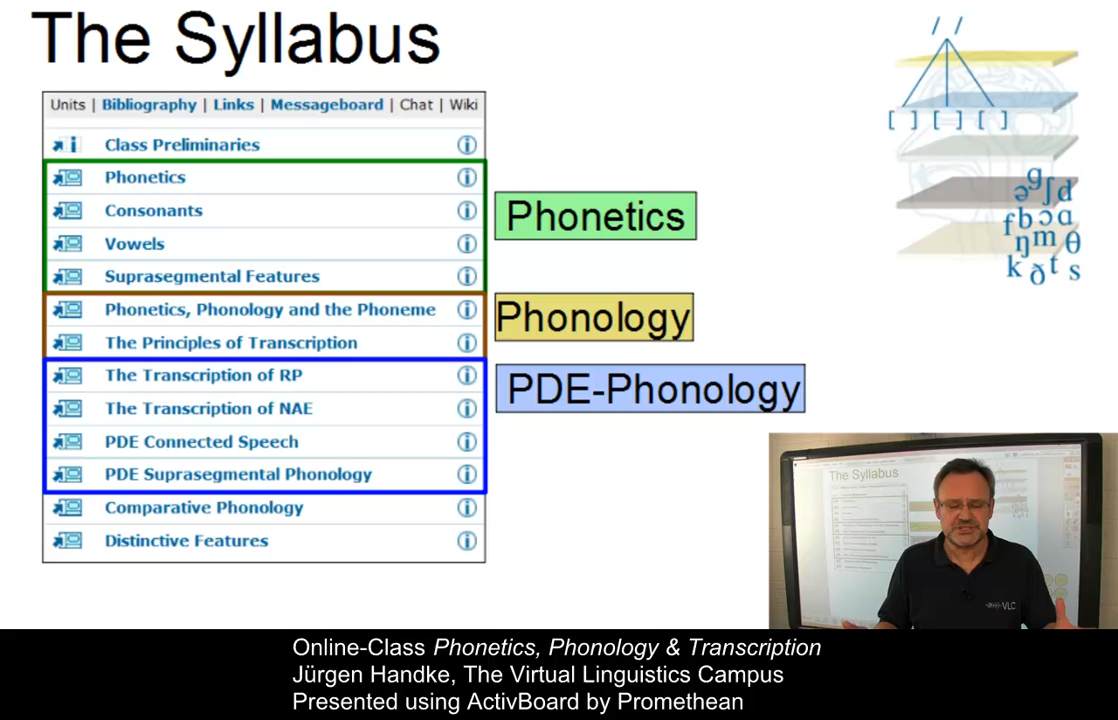 The Syllabus
Units | Bibliography | Links | Messageboard | Chat | Wiki
Class Preliminaries
Phonetics
Consonants
Vowels
Suprasegmental Features
Phonetics, Phonology and the Phoneme
The Principles of Transcription
The Transcription of RP
The Transcription of NAE
PDE Connected Speech
PDE Suprasegmental Phonology
Comparative Phonology
Distinctive Features
Phonetics
Phonology
PDE-Phonology
/ /
[ ] [ ] [ ]
ə g ʃ d
f b ɔ ɑ
ŋ m θ
k ð t s
The Syllabus
VLC
Online-Class Phonetics, Phonology & Transcription
Jürgen Handke, The Virtual Linguistics Campus
Presented using ActivBoard by Promethean